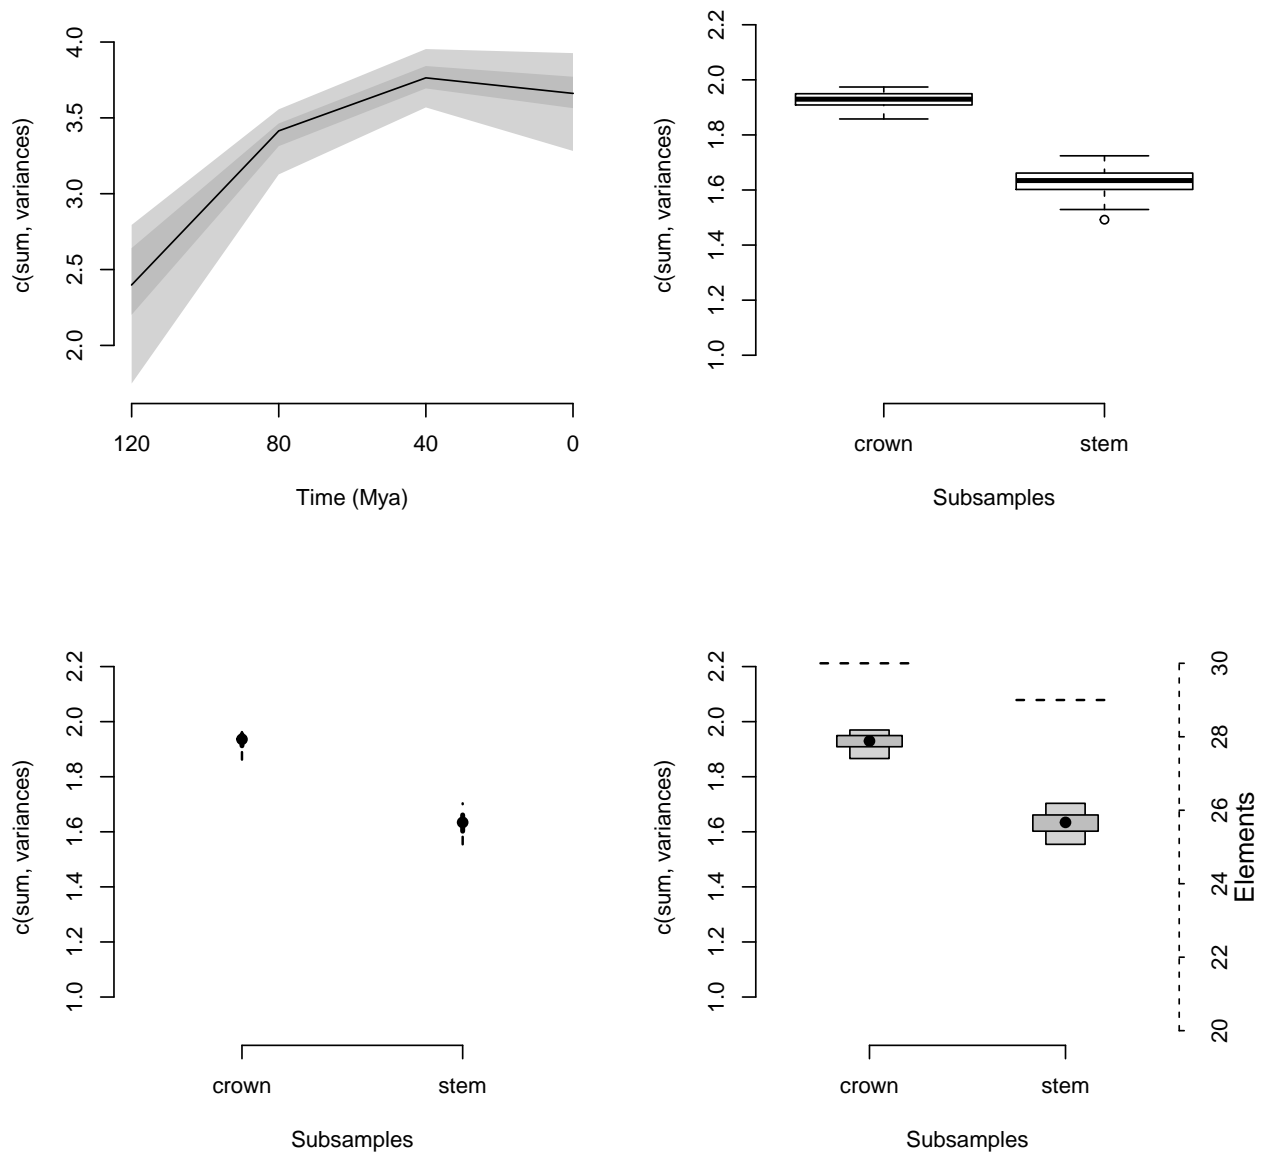 c(sum, variances)
4.0
3.5
3.0
2.5
2.0
120
80
40
0
Time (Mya)
c(sum, variances)
2.2
2.0
1.8
1.6
1.4
1.2
1.0
crown
stem
Subsamples
c(sum, variances)
2.2
2.0
1.8
1.6
1.4
1.2
1.0
crown
stem
Subsamples
c(sum, variances)
2.2
2.0
1.8
1.6
1.4
1.2
1.0
crown
stem
Subsamples
30
28
26
24
22
20
Elements